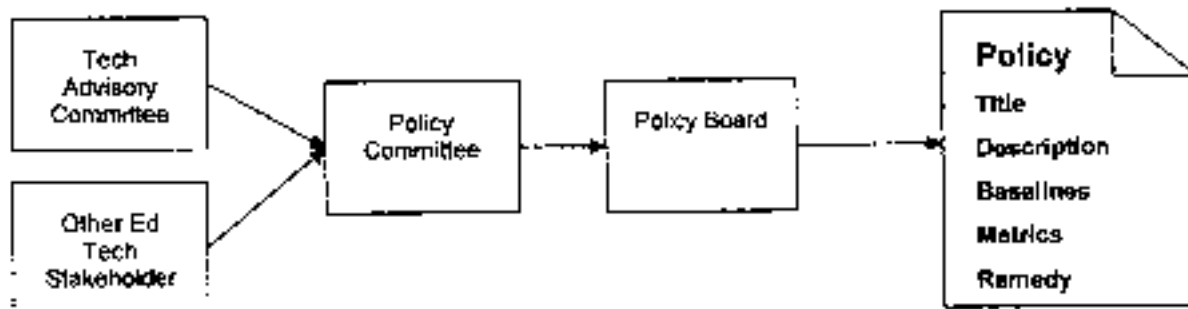 Tech
Advisory
Committee
Other Ed
Tech
Stakeholder
Policy
Committee
Policy Board
Policy
Title
Description
Baselines
Metrics
Remedy